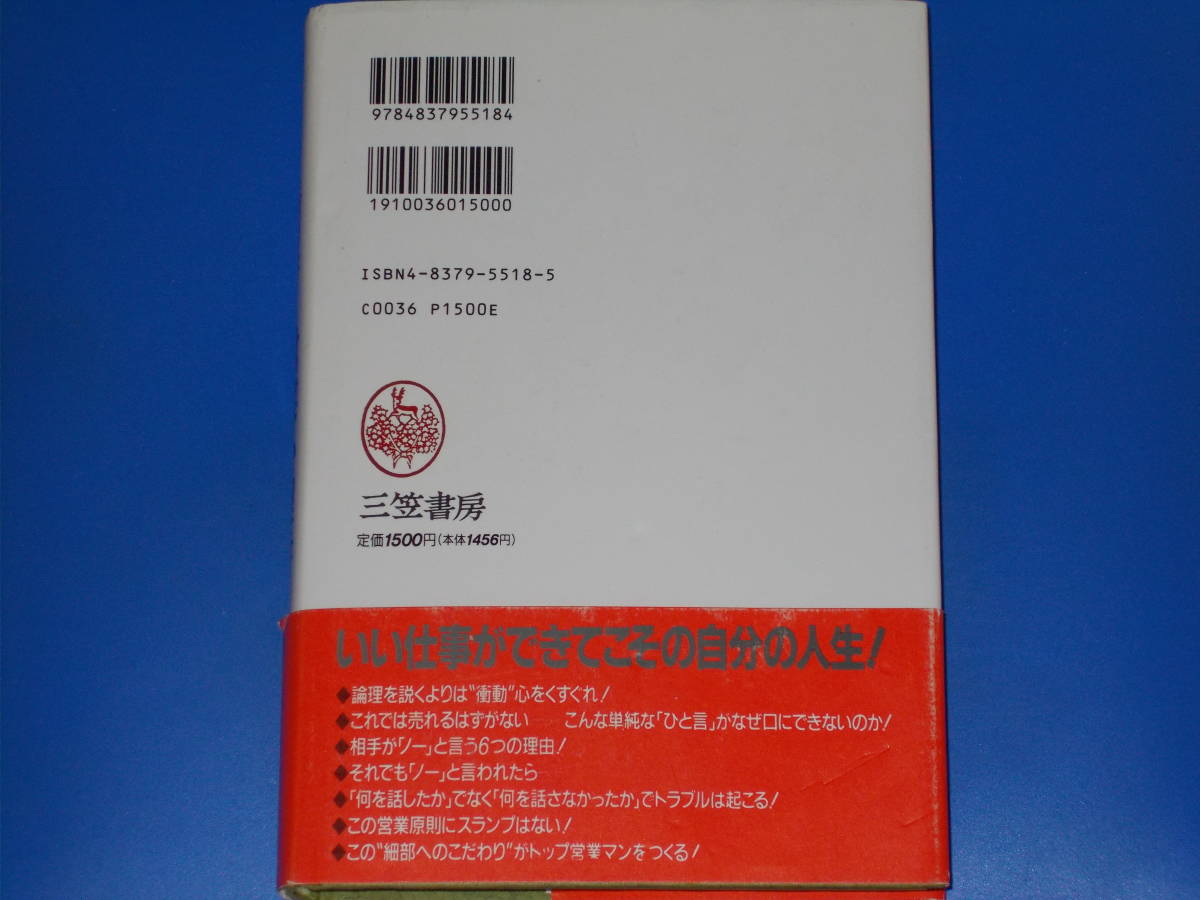 9784837955184
1910036015000
ISBN4-8379-5518-5
C0036 P1500E
三笠書房
定価1500円(本体1456円)
いい仕事ができてこその自分の人生!
◆論理を説くよりは“衝動”心をくすぐれ!
◆これでは売れるはずがない　こんな単純な「ひと言」がなぜ口にできないのか!
◆相手が「ノー」と言う6つの理由!
◆それでも「ノー」と言われたら
◆「何を話したか」でなく「何を話さなかったか」でトラブルは起こる!
◆この営業原則にスランプはない!
◆この“細部へのこだわり”がトップ営業マンをつくる!